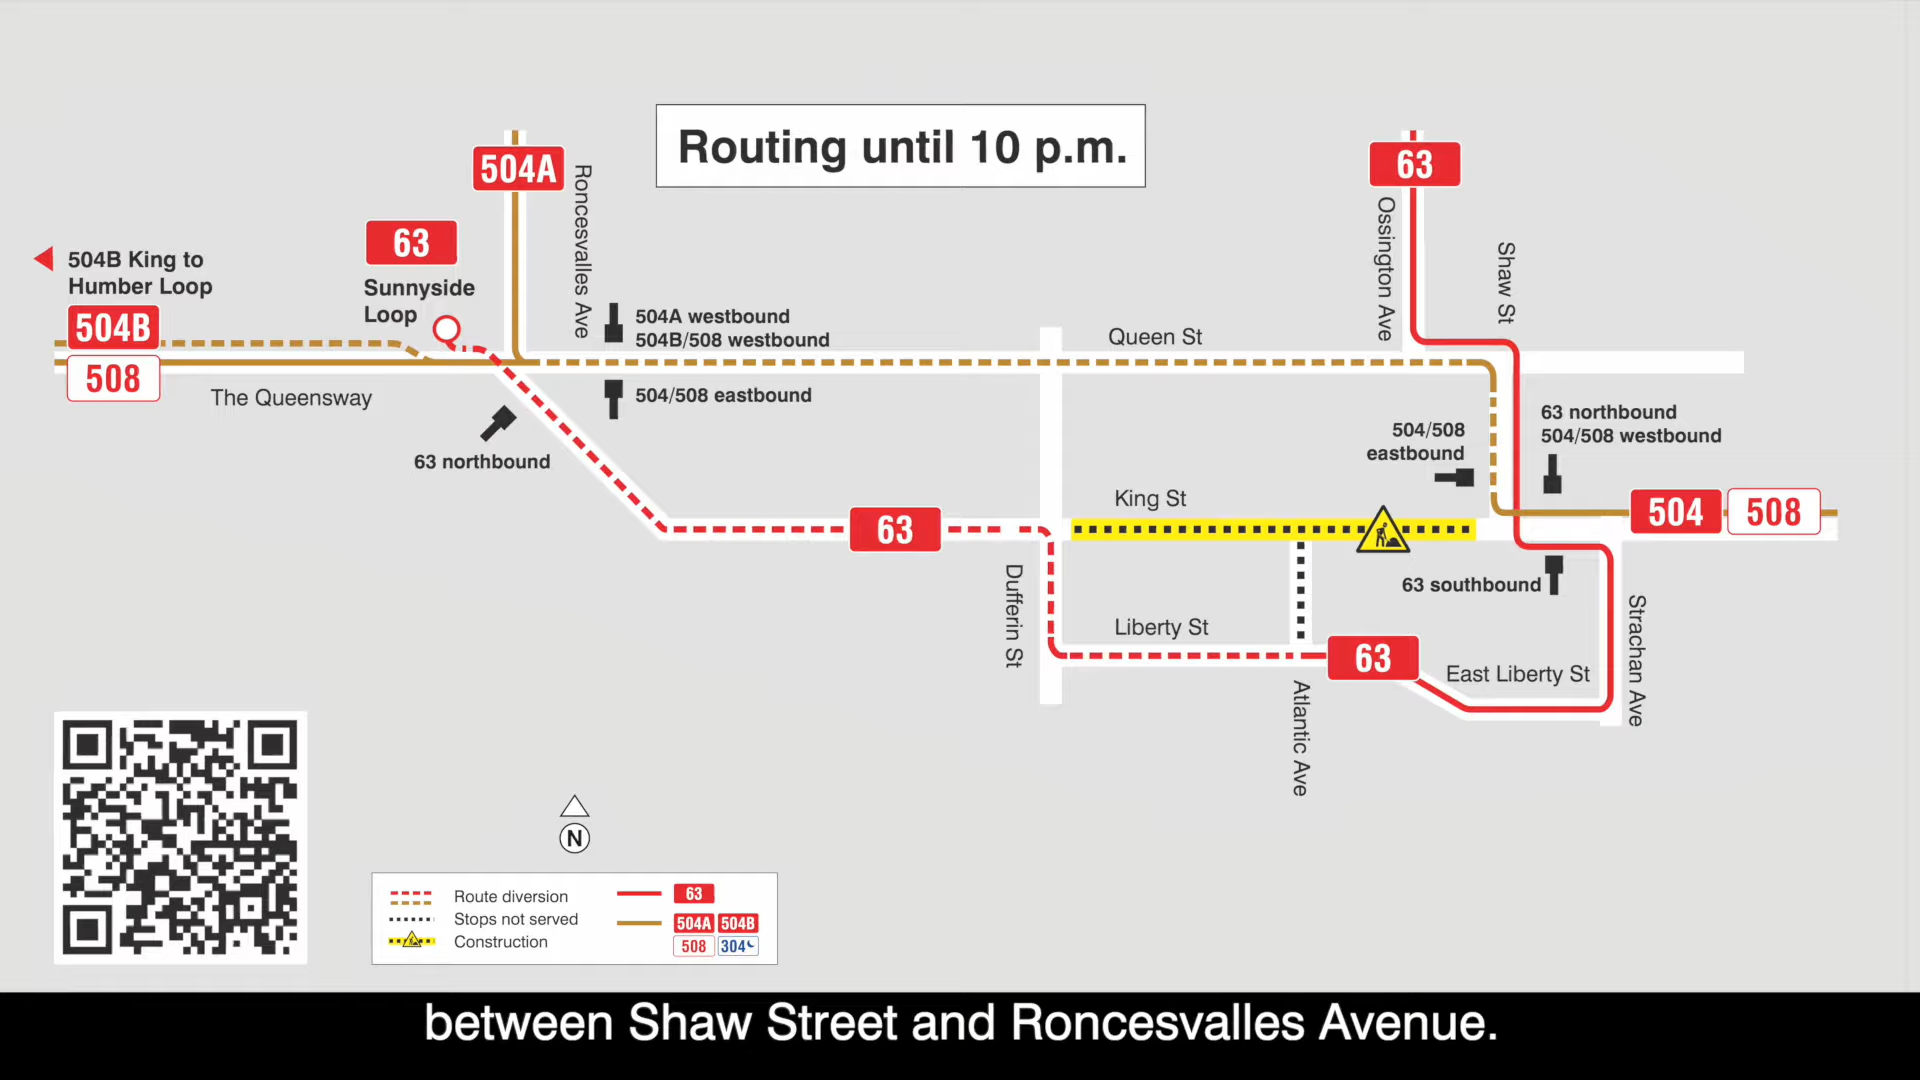 Routing until 10 p.m.
504A
63
Roncesvalles Ave
Ossington Ave
Shaw St
63
504B King to
Humber Loop
Sunnyside
Loop
504B
508
The Queensway
504A westbound
504B/508 westbound
Queen St
504/508 eastbound
63 northbound
504/508
eastbound
63 northbound
504/508 westbound
King St
504
508
63
Dufferin St
63 southbound
Liberty St
63
East Liberty St
Strachan Ave
Atlantic Ave
N
Route diversion
63
Stops not served
504A 504B
Construction
508 304
between Shaw Street and Roncesvalles Avenue.